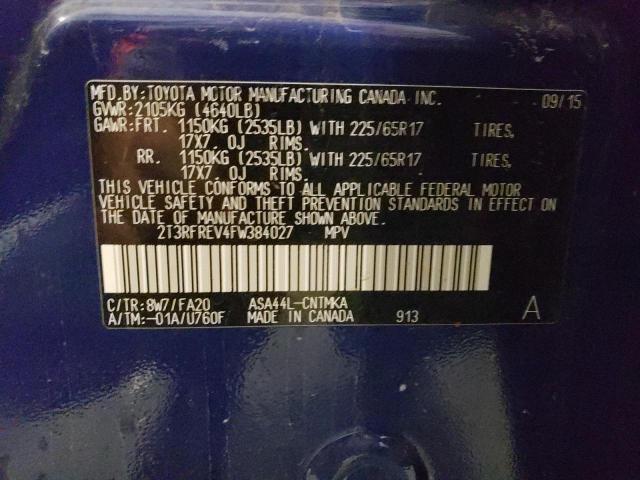 MFD.BY:TOYOTA MOTOR MANUFACTURING CANADA INC. 09/15
GVWR:2105KG (4640LB)
GAWR:FRT. 1150KG (2535LB) WITH 225/65R17 TIRES,
17X7. 0J RIMS.
RR. 1150KG (2535LB) WITH 225/65R17 TIRES,
17X7. 0J RIMS.
THIS VEHICLE CONFORMS TO ALL APPLICABLE FEDERAL MOTOR
VEHICLE SAFETY AND THEFT PREVENTION STANDARDS IN EFFECT ON
THE DATE OF MANUFACTURE SHOWN ABOVE.
2T3RFREV4FW384027 MPV
C/TR:8W7/FA20 ASA44L-CNTMKA
A/TM:-01A/U760F MADE IN CANADA 913 A